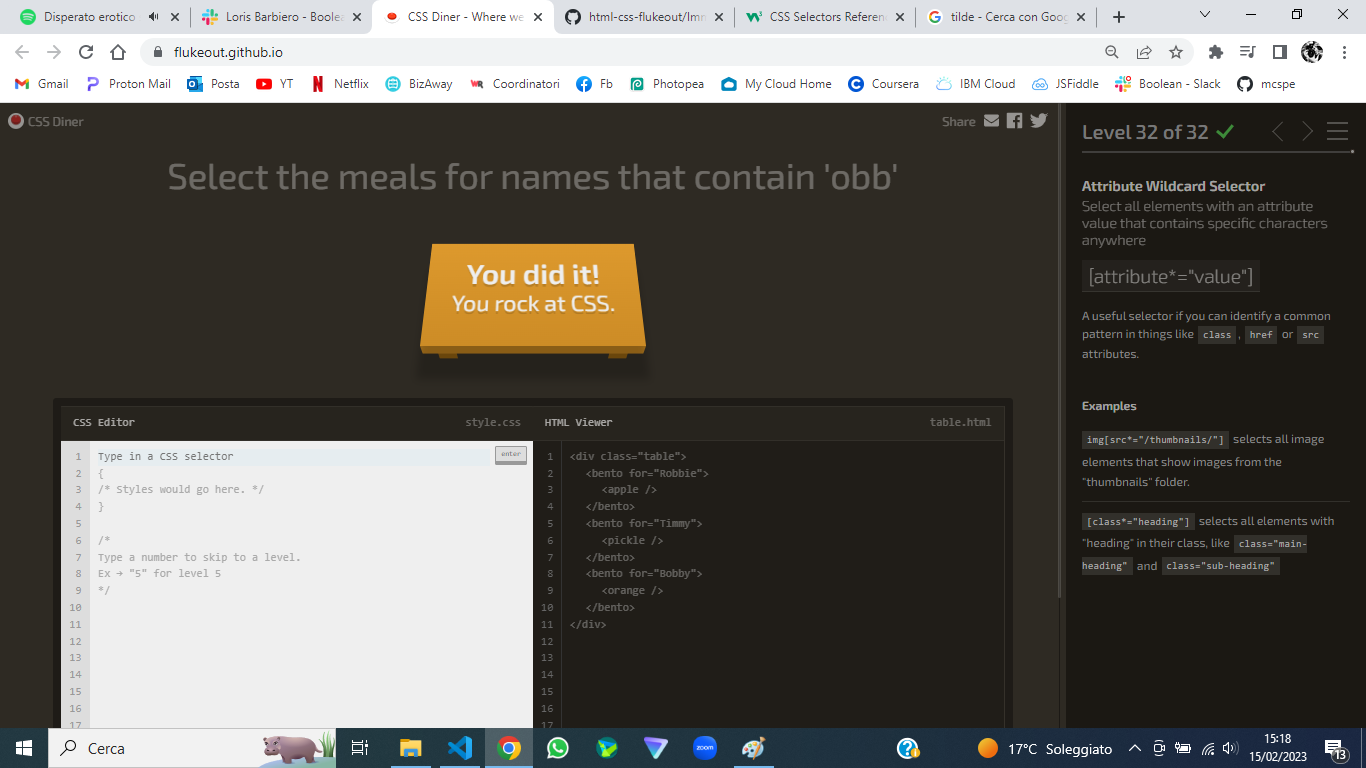 Disperato erotico
Loris Barbiero - Boolea
CSS Diner - Where we
html-css-flukeout/Imm
CSS Selectors Referen
tilde - Cerca con Goog
flukeout.github.io
Gmail
Proton Mail
Posta
YT
Netflix
BizAway
Coordinatori
Fb
Photopea
My Cloud Home
Coursera
IBM Cloud
JSFiddle
Boolean - Slack
mcspe
CSS Diner
Share
Select the meals for names that contain 'obb'
You did it!
You rock at CSS.
CSS Editor
style.css
HTML Viewer
table.html
1 Type in a CSS selector
enter
2 {
3 /* Styles would go here. */
4 }
5
6 /*
7 Type a number to skip to a level.
8 Ex → "5" for level 5
9 */
10
11
12
13
14
15
16
17
1 <div class="table">
2 <bento for="Robbie">
3 <apple />
4 </bento>
5 <bento for="Timmy">
6 <pickle />
7 </bento>
8 <bento for="Bobby">
9 <orange />
10 </bento>
11 </div>
12
13
14
15
16
17
Level 32 of 32
Attribute Wildcard Selector
Select all elements with an attribute
value that contains specific characters
anywhere
[attribute*="value"]
A useful selector if you can identify a common
pattern in things like class , href or src
attributes.
Examples
img[src*="/thumbnails/"] selects all image
elements that show images from the
"thumbnails" folder.
[class*="heading"] selects all elements with
"heading" in their class, like class="main-
heading" and class="sub-heading"
Cerca
zoom
17°C Soleggiato
15:18
15/02/2023
13